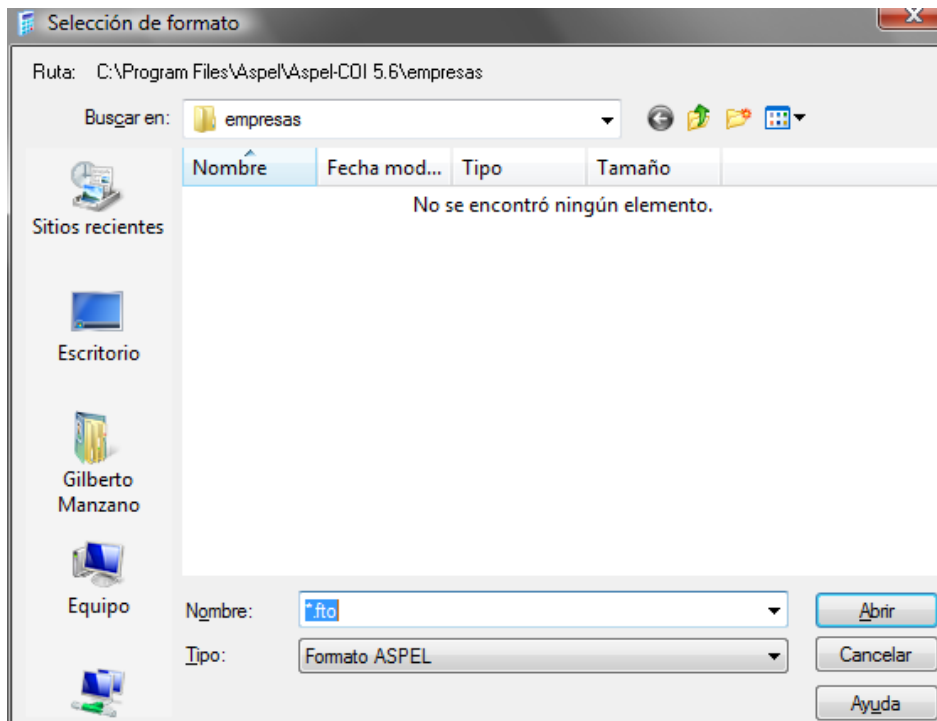 Selección de formato
Ruta: C:\Program Files\Aspel\Aspel-COI 5.6\empresas
Buscar en: empresas
Nombre Fecha mod... Tipo Tamaño
No se encontró ningún elemento.
Sitios recientes
Escritorio
Gilberto
Manzano
Equipo
Nombre: *.fto Abrir
Tipo: Formato ASPEL Cancelar
Ayuda